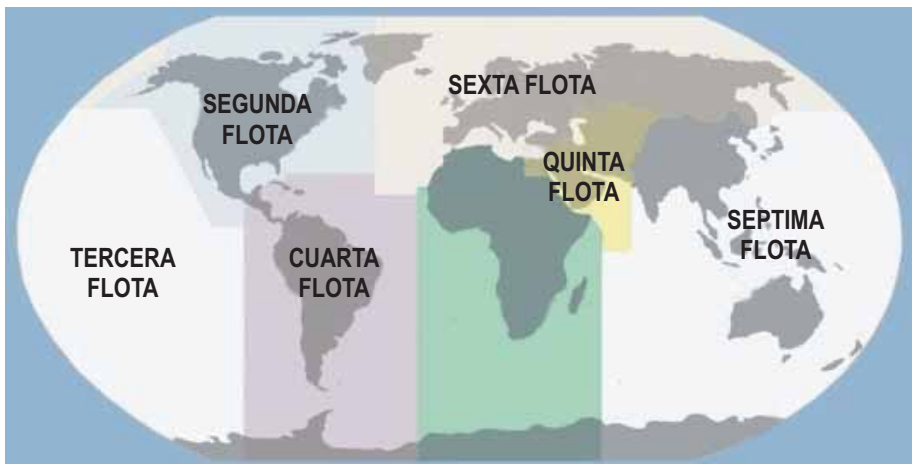 SEGUNDA
FLOTA
SEXTA FLOTA
QUINTA
FLOTA
TERCERA
FLOTA
CUARTA
FLOTA
SEPTIMA
FLOTA